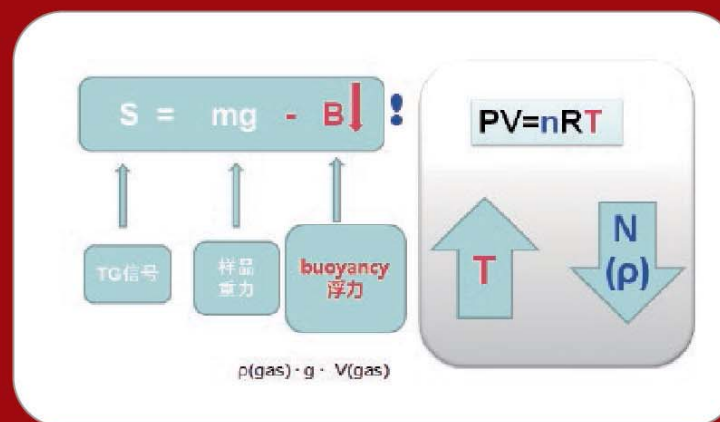 S = mg - B !
PV=nRT
TG信号
样品
重力
buoyancy
浮力
T
N
(ρ)
ρ(gas)·g· V(gas)